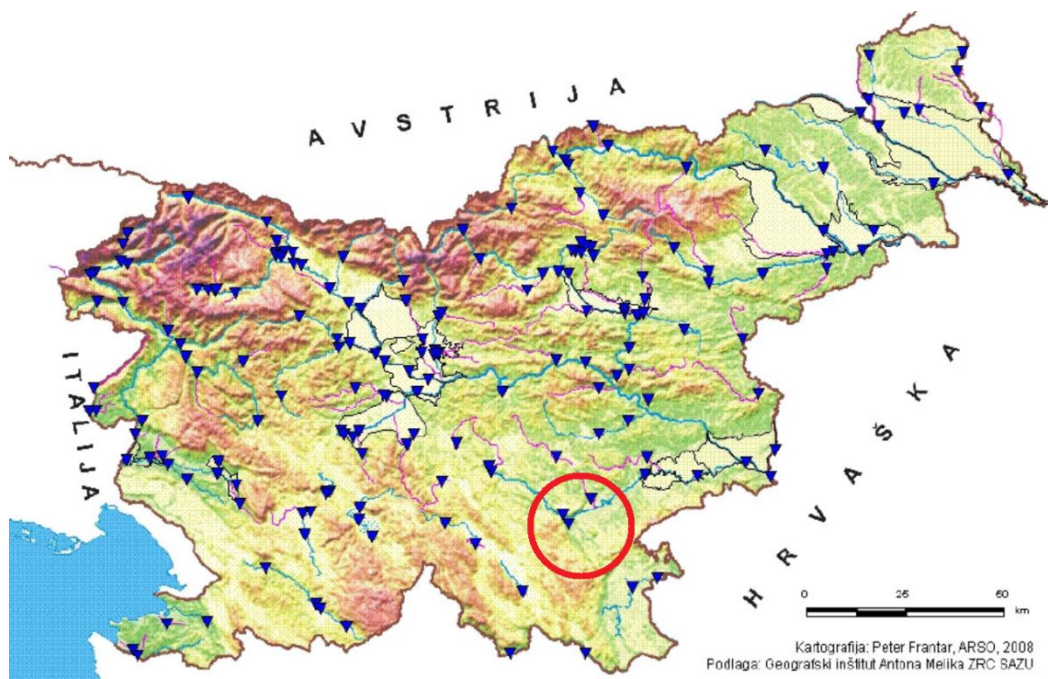 AVSTRIJA
ITALIJA
HRVAŠKA
0 25 50
km
Kartografija: Peter Frantar, ARSO, 2008
Podlaga: Geografski inštitut Antona Melika ZRC SAZU